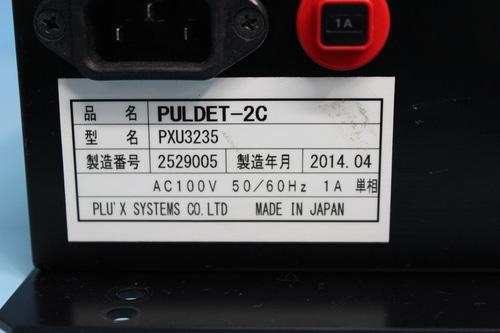 1A
品 名 PULDET-2C
型 名 PXU3235
製造番号 2529005 製造年月 2014.04
AC100V 50/60Hz 1A 単相
PLU'X SYSTEMS CO.LTD MADE IN JAPAN